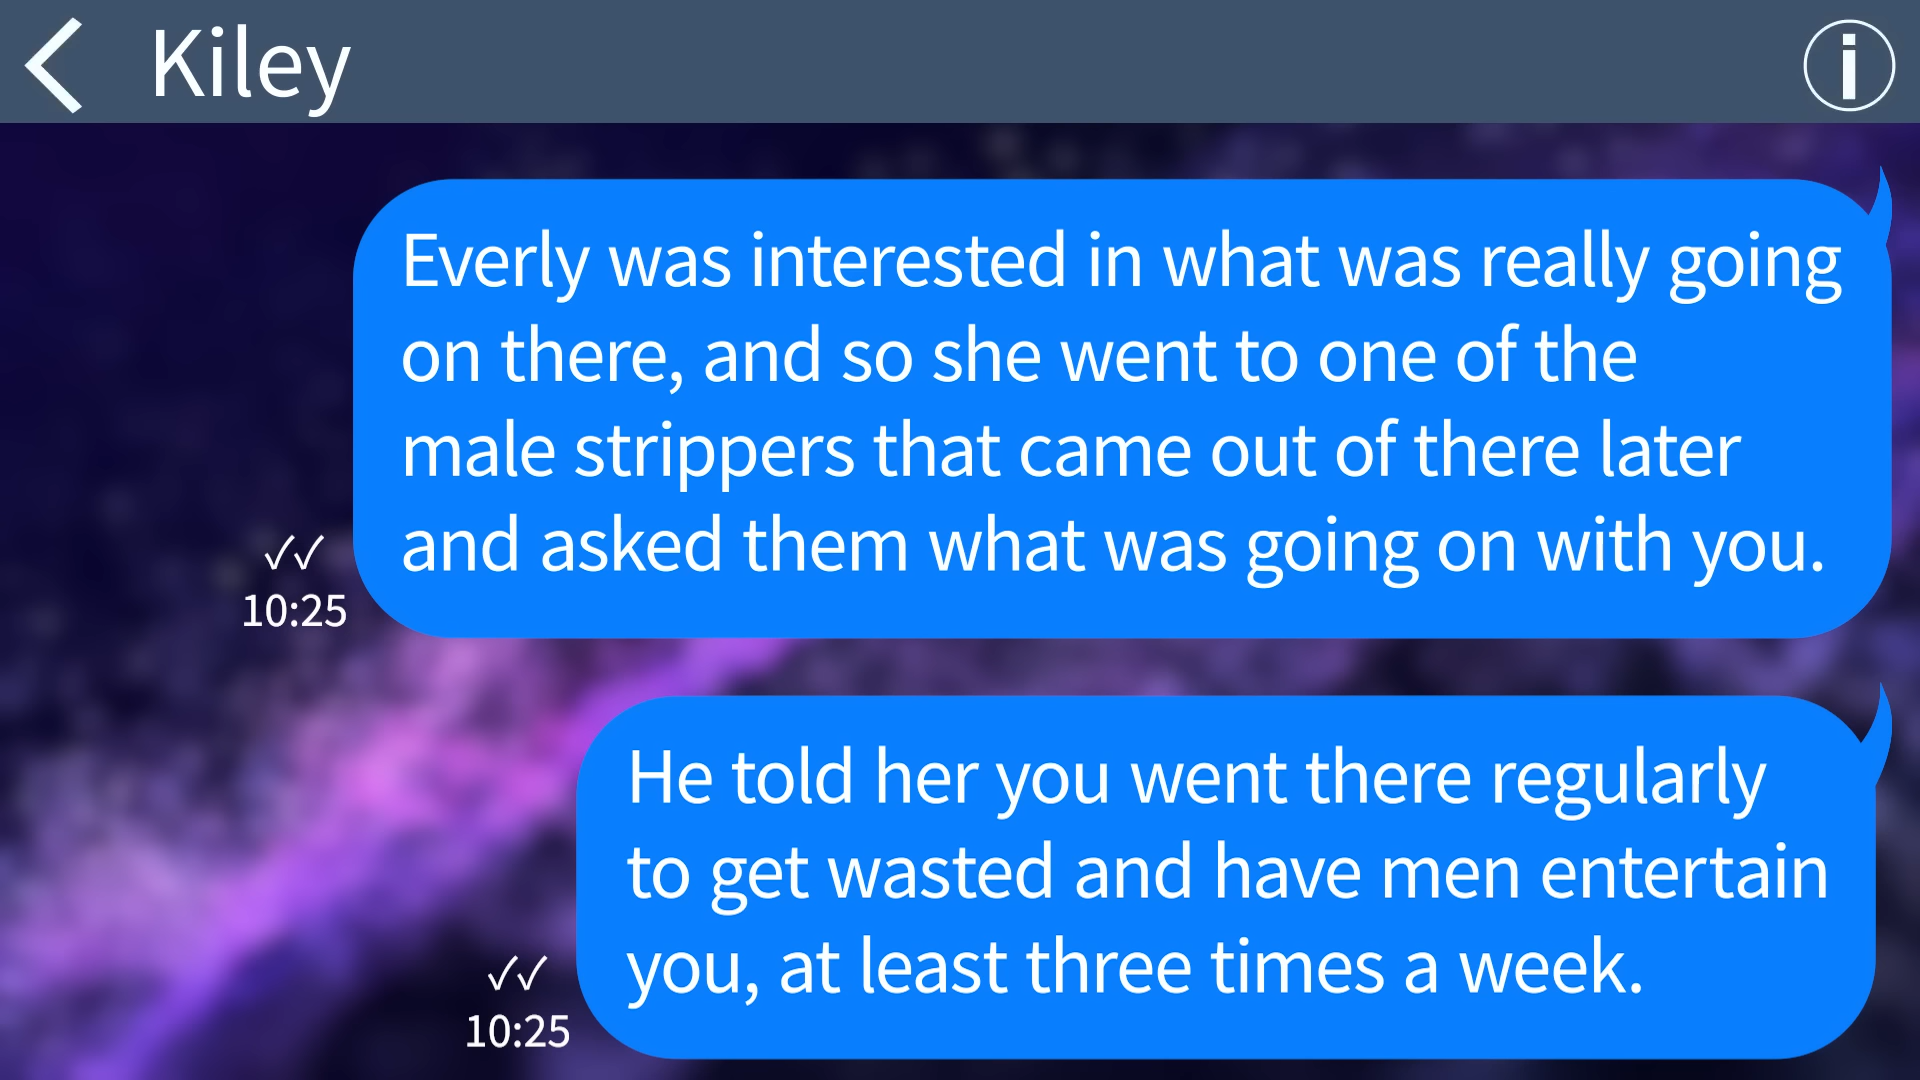 Kiley
Everly was interested in what was really going
on there, and so she went to one of the
male strippers that came out of there later
and asked them what was going on with you.
✓✓
10:25
He told her you went there regularly
to get wasted and have men entertain
you, at least three times a week.
✓✓
10:25